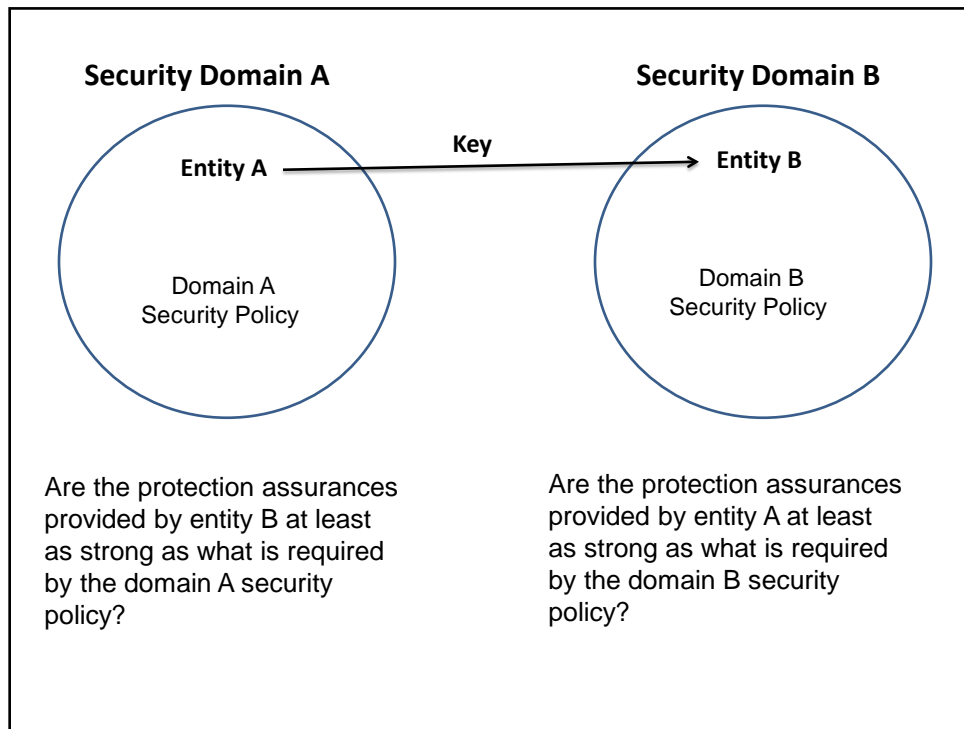 Security Domain A
Security Domain B
Key
Entity A
Entity B
Domain A
Security Policy
Domain B
Security Policy
Are the protection assurances
provided by entity B at least
as strong as what is required
by the domain A security
policy?
Are the protection assurances
provided by entity A at least
as strong as what is required
by the domain B security
policy?